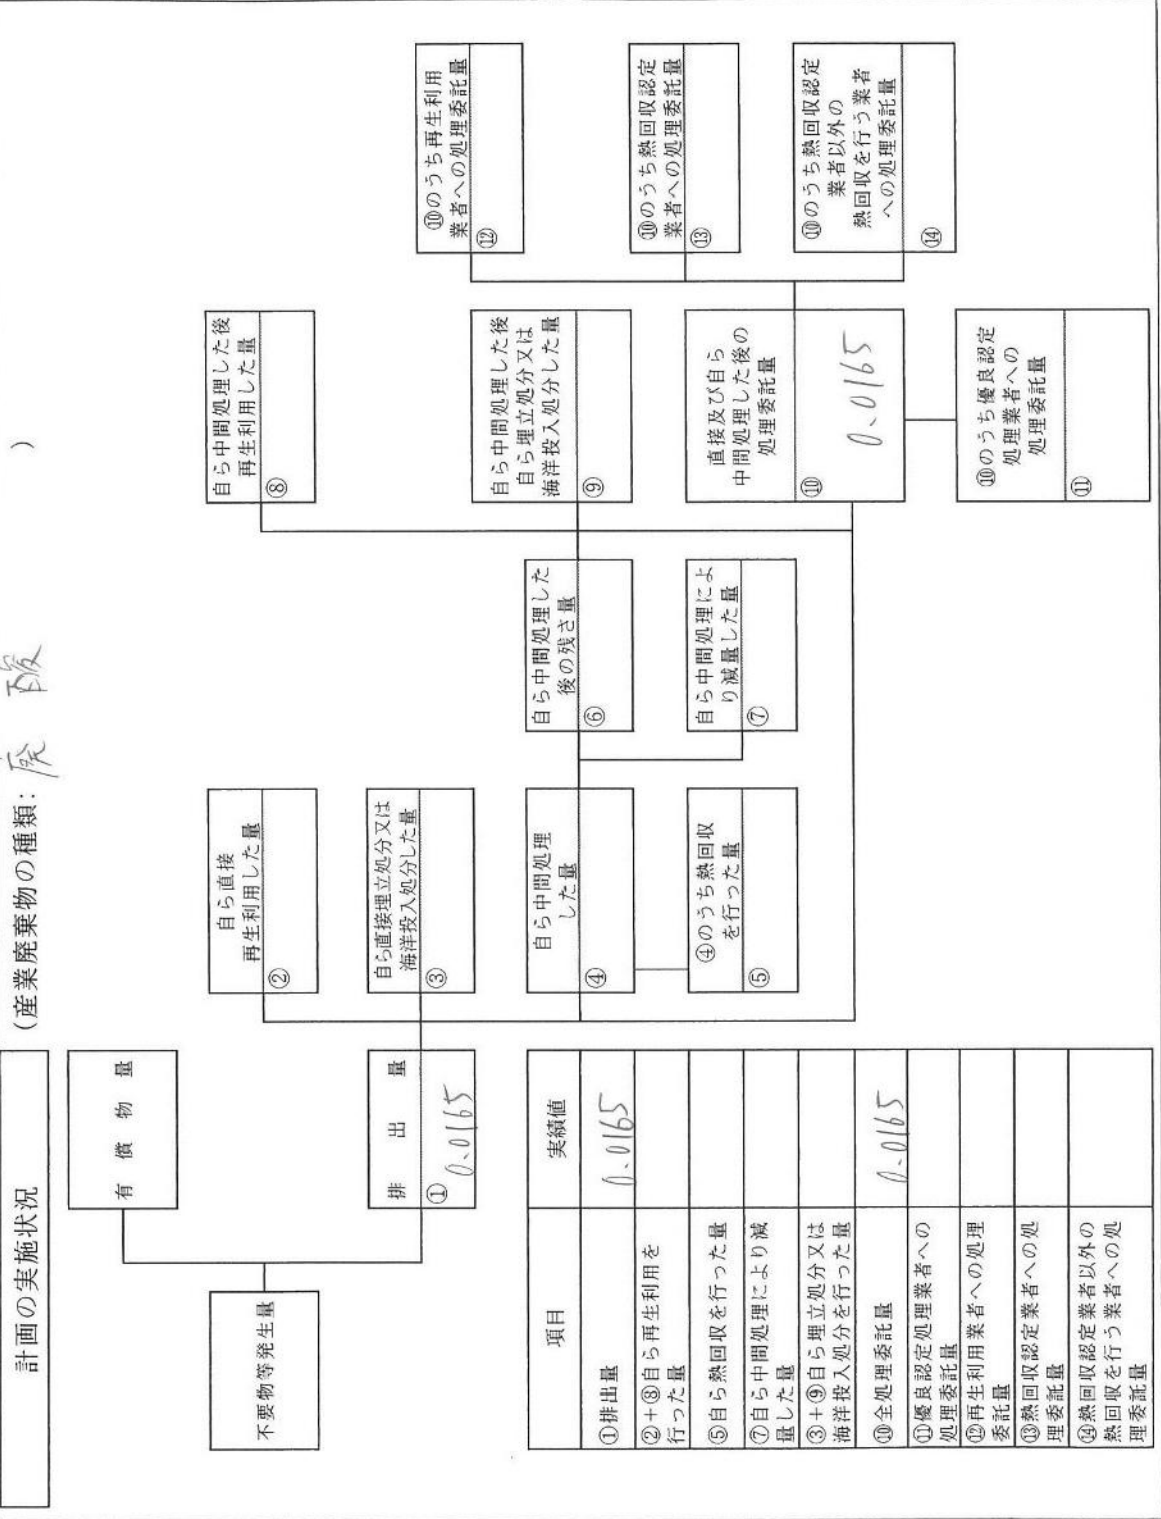 計画の実施状況
(産業廃棄物の種類: 廃 酸 )
不要物等発生量
有 償 物 量
排 出 量
① 0.0165
自ら直接
再生利用した量
②
自ら直接埋立処分又は
海洋投入処分した量
③
自ら中間処理
した量
④
④のうち熱回収
を行った量
⑤
自ら中間処理した
後の残さ量
⑥
自ら中間処理によ
り減量した量
⑦
自ら中間処理した後
再生利用した量
⑧
自ら中間処理した後
自ら埋立処分又は
海洋投入処分した量
⑨
直接及び自ら
中間処理した後の
処理委託量
⑩ 0.0165
⑩のうち優良認定
処理業者への
処理委託量
⑪
⑩のうち再生利用
業者への処理委託量
⑫
⑩のうち熱回収認定
業者への処理委託量
⑬
⑩のうち熱回収認定
業者以外の
熱回収を行う業者
への処理委託量
⑭
項目 実績値
①排出量 0.0165
②+⑧自ら再生利用を
行った量
⑤自ら熱回収を行った量
⑦自ら中間処理により減
量した量
③+⑨自ら埋立処分又は
海洋投入処分を行った量
⑩全処理委託量 0.0165
⑪優良認定処理業者への
処理委託量
⑫再生利用業者への処理
委託量
⑬熱回収認定業者への処
理委託量
⑭熱回収認定業者以外の
熱回収を行う業者への処
理委託量